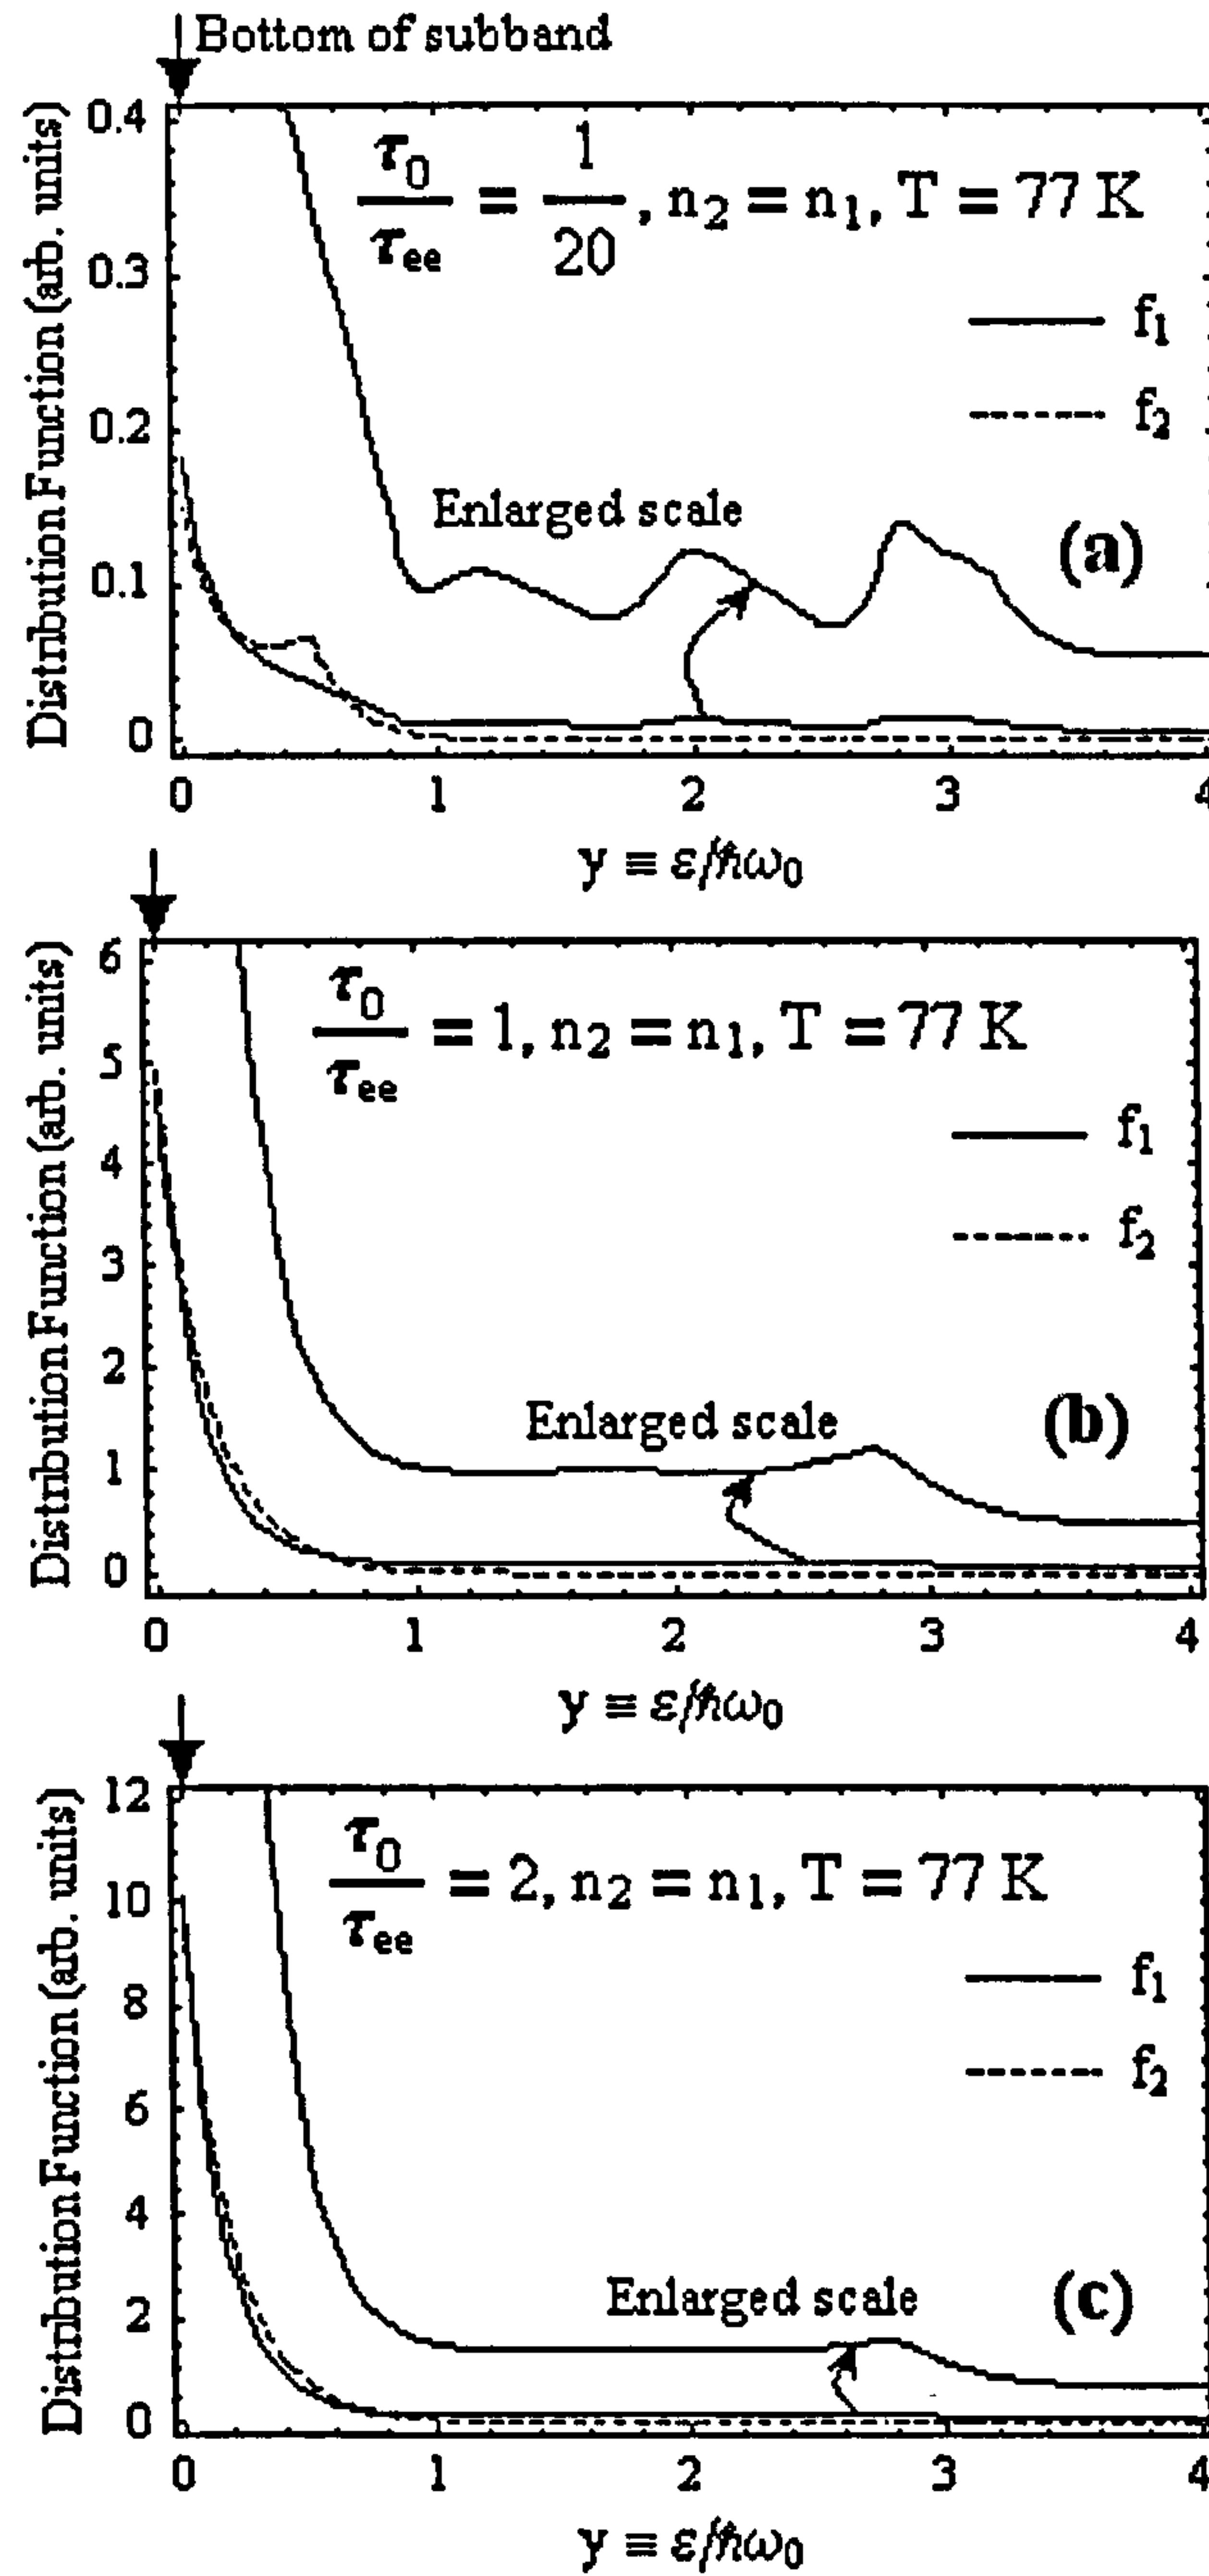 Bottom of subband
Distribution Function (arb. units)
0.4
0.3
0.2
0.1
0
τ₀/τₑₑ = 1/20, n₂ = n₁, T = 77 K
f₁
f₂
Enlarged scale
(a)
0 1 2 3 4
y ≡ ε/ℏω₀
Distribution Function (arb. units)
6
5
4
3
2
1
0
τ₀/τₑₑ = 1, n₂ = n₁, T = 77 K
f₁
f₂
Enlarged scale
(b)
0 1 2 3 4
y ≡ ε/ℏω₀
Distribution Function (arb. units)
12
10
8
6
4
2
0
τ₀/τₑₑ = 2, n₂ = n₁, T = 77 K
f₁
f₂
Enlarged scale
(c)
0 1 2 3 4
y ≡ ε/ℏω₀